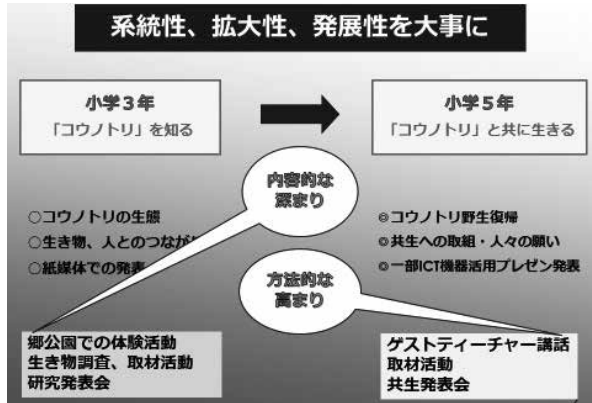 系統性、拡大性、発展性を大事に
小学３年
「コウノトリ」を知る
小学５年
「コウノトリ」と共に生きる
内容的な
深まり
○コウノトリの生態
○生き物、人とのつながり
○紙媒体での発表
◎コウノトリ野生復帰
◎共生への取組・人々の願い
◎一部ICT機器活用プレゼン発表
方法的な
高まり
郷公園での体験活動
生き物調査、取材活動
研究発表会
ゲストティーチャー講話
取材活動
共生発表会